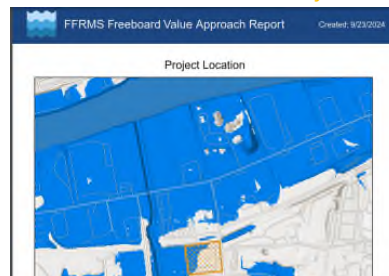 FFRMS Freeboard Value Approach Report
Created: 9/23/2024
Project Location